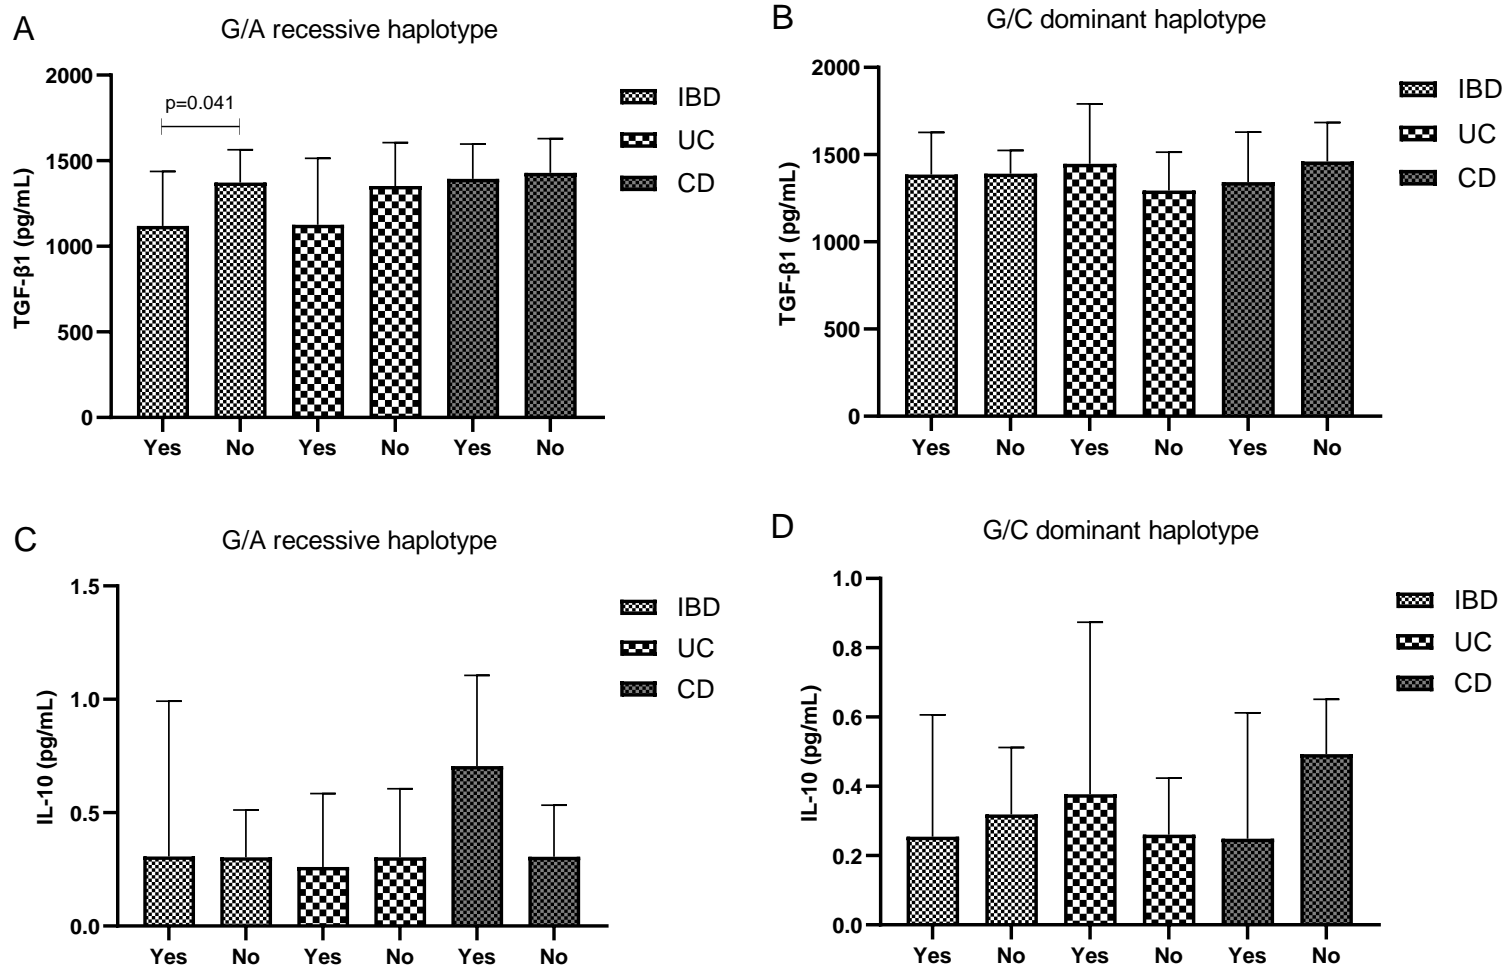 A
G/A recessive haplotype
p=0.041
2000
1500
1000
500
0
TGF-β1 (pg/mL)
Yes No Yes No Yes No
IBD
UC
CD
B
G/C dominant haplotype
2000
1500
1000
500
0
TGF-β1 (pg/mL)
Yes No Yes No Yes No
IBD
UC
CD
C
G/A recessive haplotype
1.5
1.0
0.5
0.0
IL-10 (pg/mL)
Yes No Yes No Yes No
IBD
UC
CD
D
G/C dominant haplotype
1.0
0.8
0.6
0.4
0.2
0.0
IL-10 (pg/mL)
Yes No Yes No Yes No
IBD
UC
CD